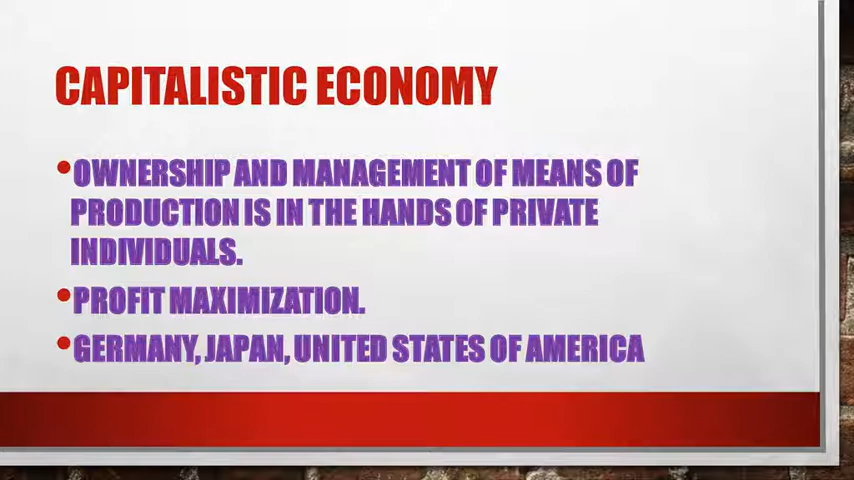 CAPITALISTIC ECONOMY
•OWNERSHIP AND MANAGEMENT OF MEANS OF
PRODUCTION IS IN THE HANDS OF PRIVATE
INDIVIDUALS.
•PROFIT MAXIMIZATION.
•GERMANY, JAPAN, UNITED STATES OF AMERICA